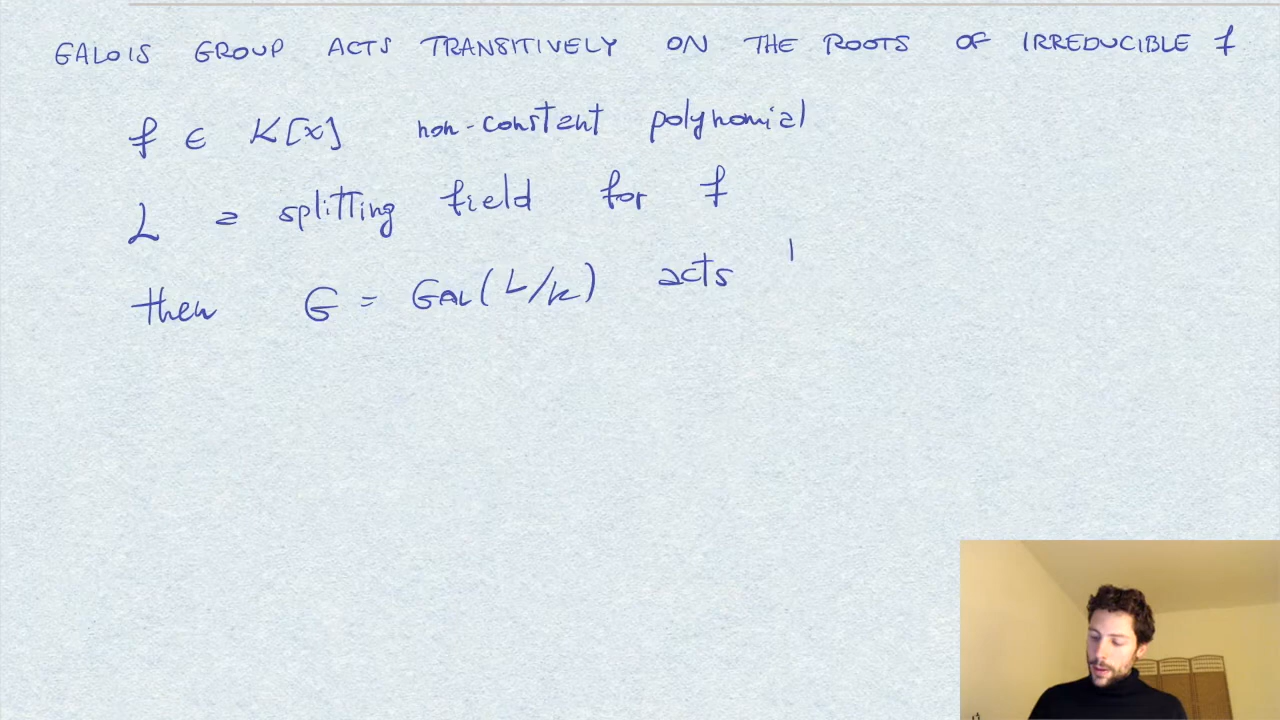 GALOIS GROUP ACTS TRANSITIVELY ON THE ROOTS OF IRREDUCIBLE f
f ∈ K[x] non-constant polynomial
L = splitting field for f
then G = GAL(L/K) acts